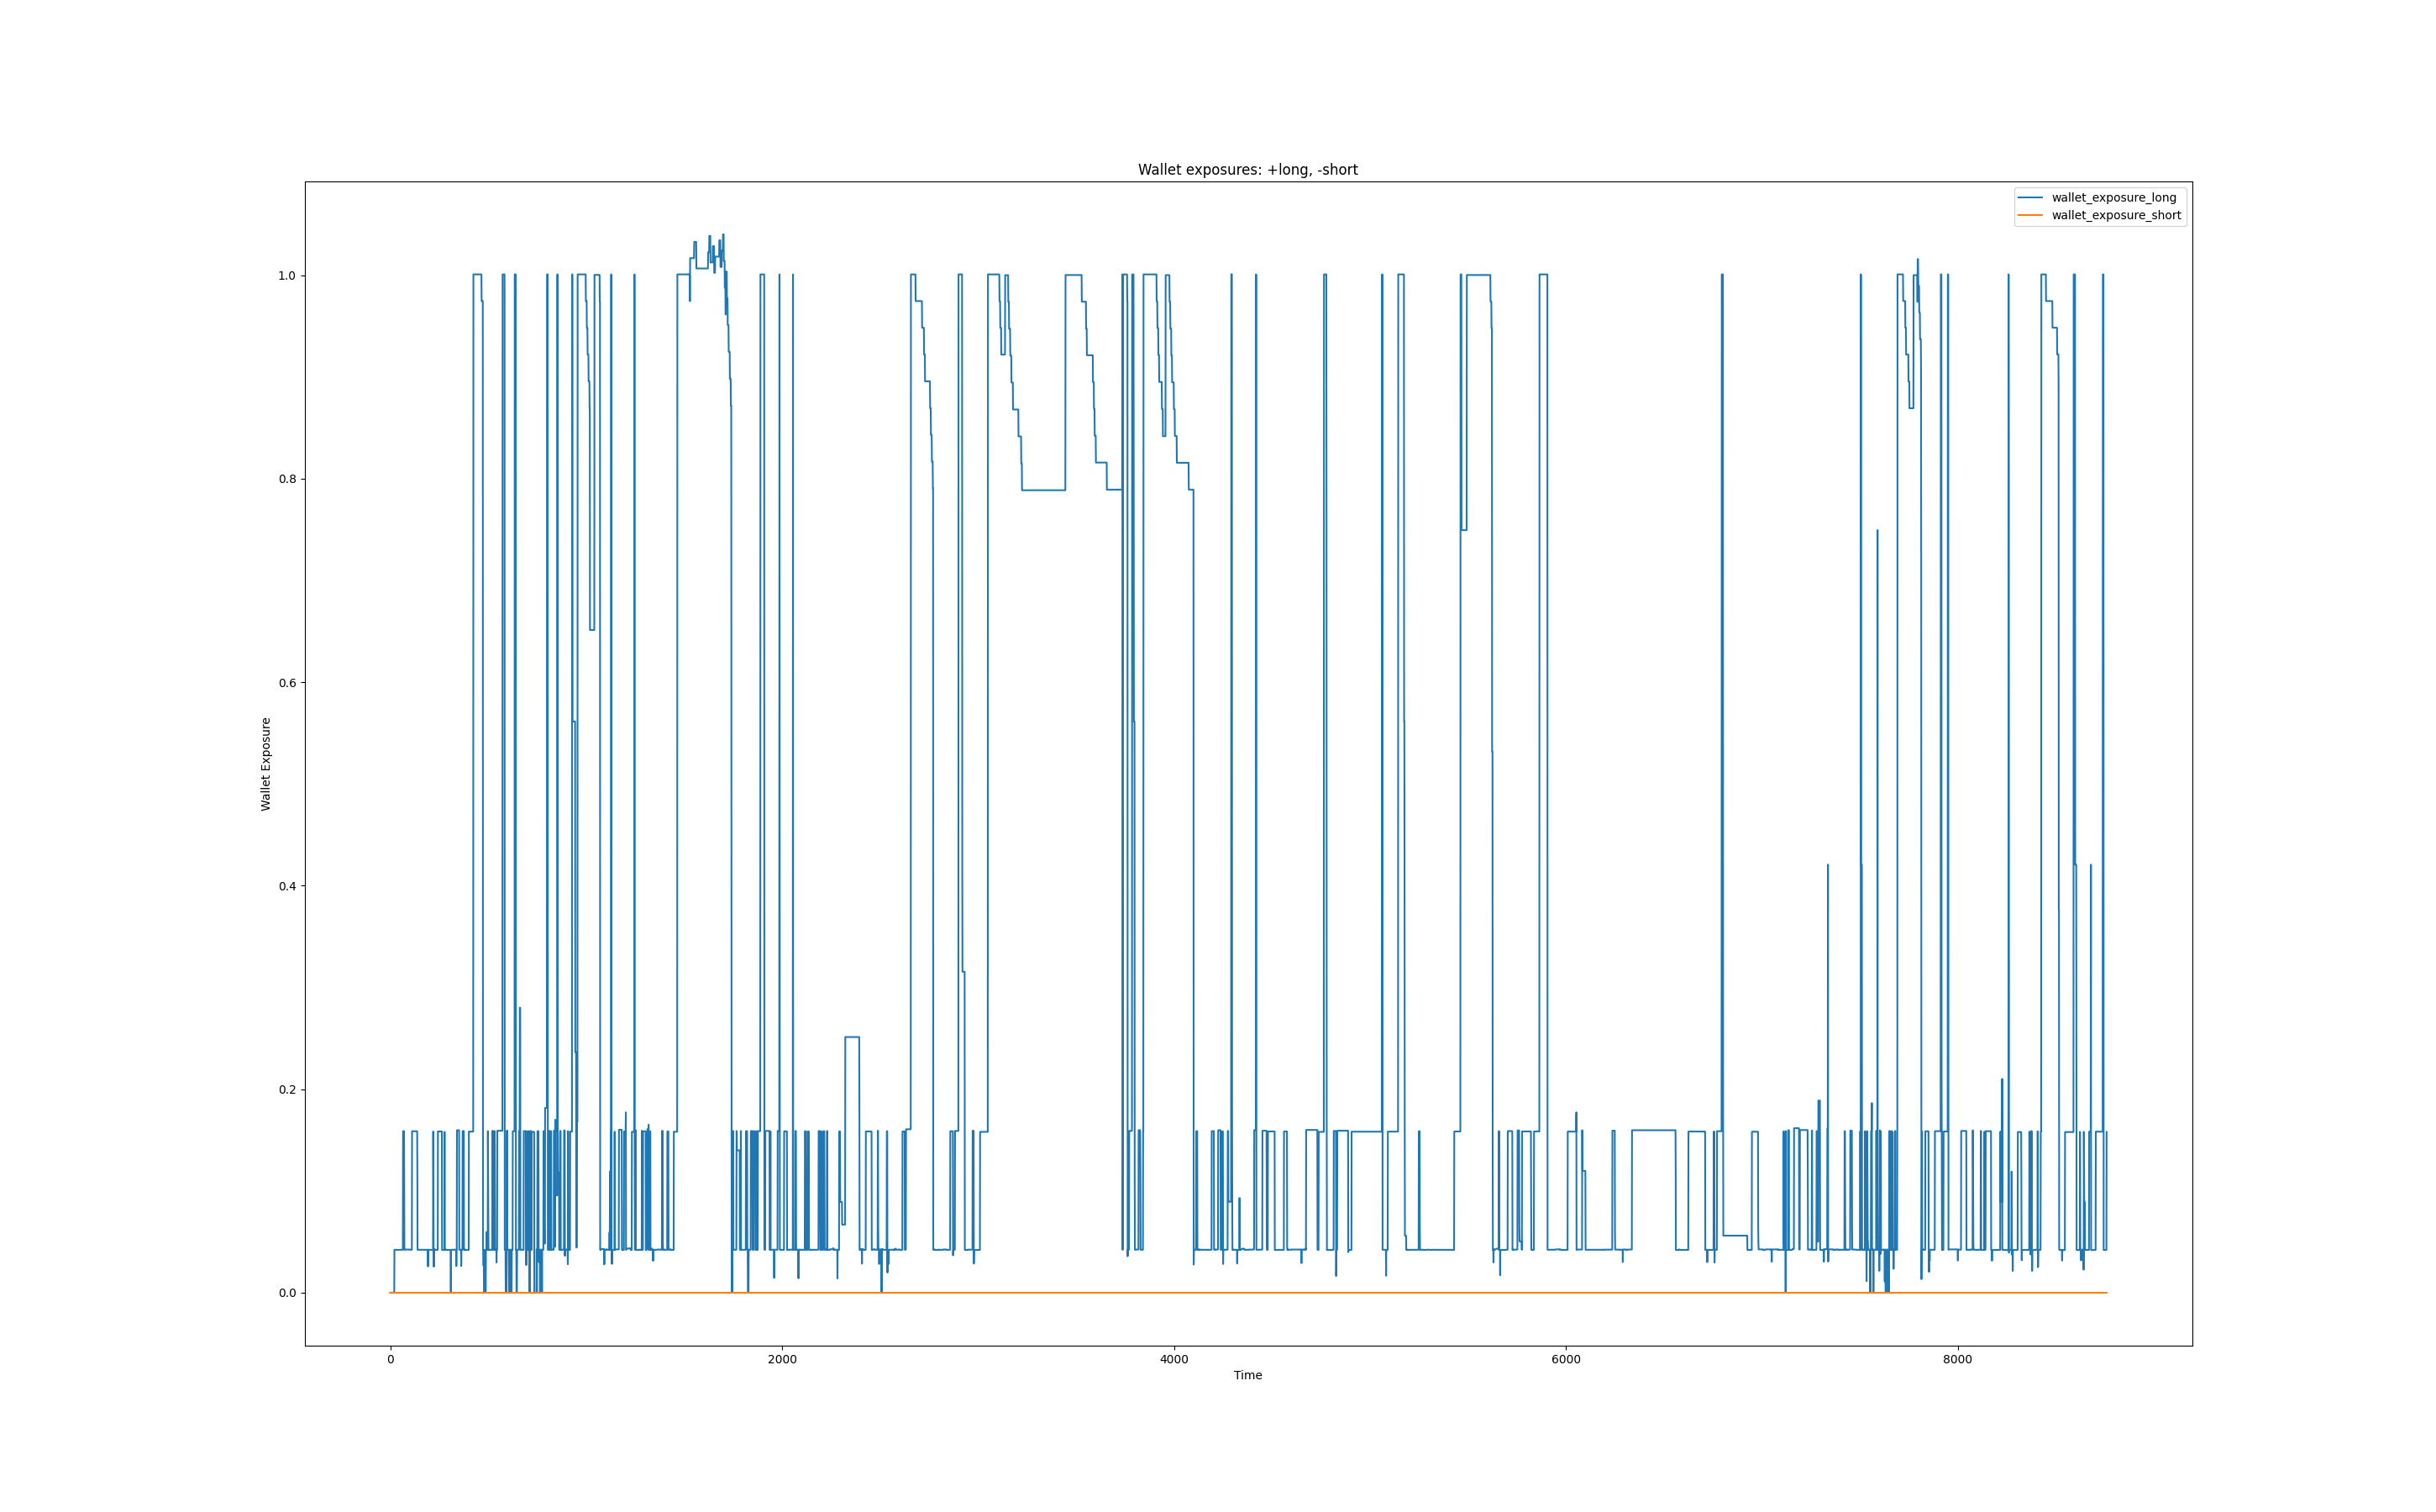 Wallet exposures: +long, -short
wallet_exposure_long
wallet_exposure_short
1.0
0.8
0.6
0.4
0.2
0.0
Wallet Exposure
0 2000 4000 6000 8000
Time